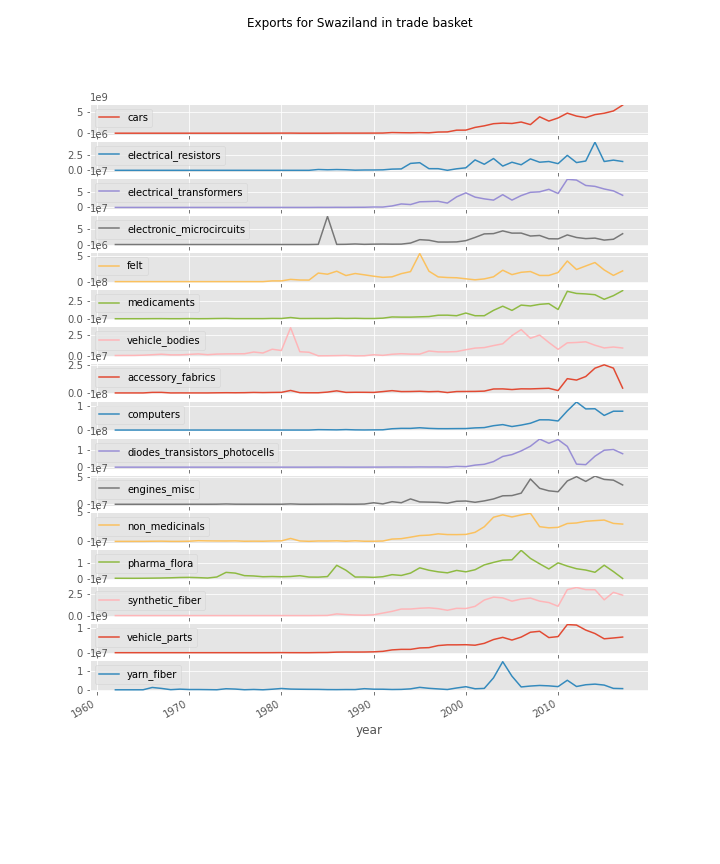 Exports for Swaziland in trade basket
1e9
5
0
cars
1e6
2.5
0.0
electrical_resistors
1e7
5
0
electrical_transformers
1e7
5
0
electronic_microcircuits
1e6
5
0
felt
1e8
2.5
0.0
medicaments
1e7
2.5
0.0
vehicle_bodies
1e7
2.5
0.0
accessory_fabrics
1e8
1
0
computers
1e8
1
0
diodes_transistors_photocells
1e7
5
0
engines_misc
1e7
5
0
non_medicinals
1e7
1
0
pharma_flora
1e7
2.5
0.0
synthetic_fiber
1e9
1
0
vehicle_parts
1e7
1
0
yarn_fiber
1960
1970
1980
1990
2000
2010
year